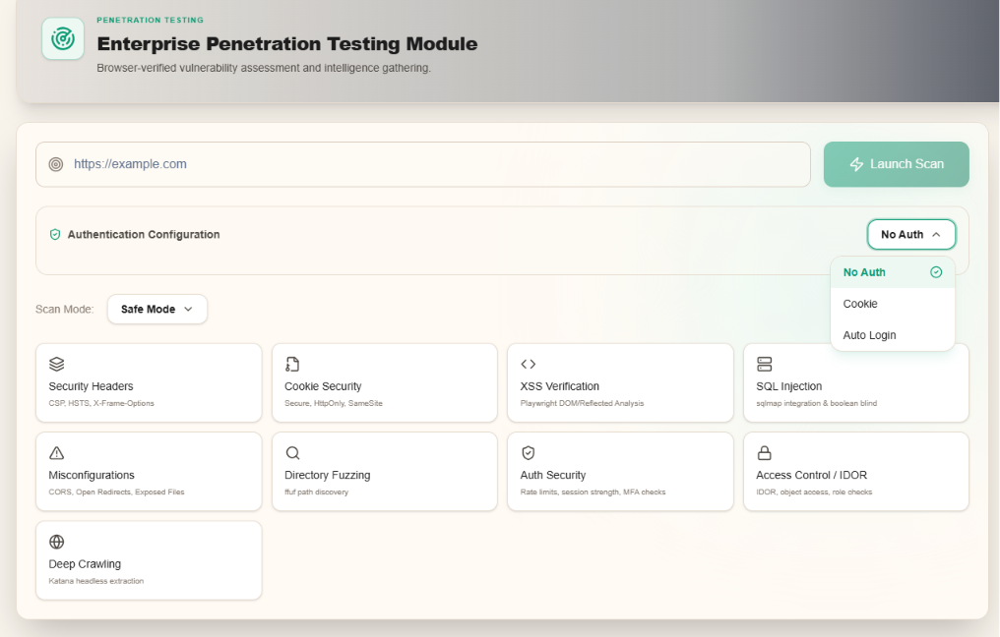 PENETRATION TESTING
Enterprise Penetration Testing Module
Browser-verified vulnerability assessment and intelligence gathering.
https://example.com
Launch Scan
Authentication Configuration
No Auth
No Auth
Cookie
Auto Login
Scan Mode:
Safe Mode
Security Headers
CSP, HSTS, X-Frame-Options
Cookie Security
Secure, HttpOnly, SameSite
XSS Verification
Playwright DOM/Reflected Analysis
SQL Injection
sqlmap integration & boolean blind
Misconfigurations
CORS, Open Redirects, Exposed Files
Directory Fuzzing
ffuf path discovery
Auth Security
Rate limits, session strength, MFA checks
Access Control / IDOR
IDOR, object access, role checks
Deep Crawling
Katana headless extraction